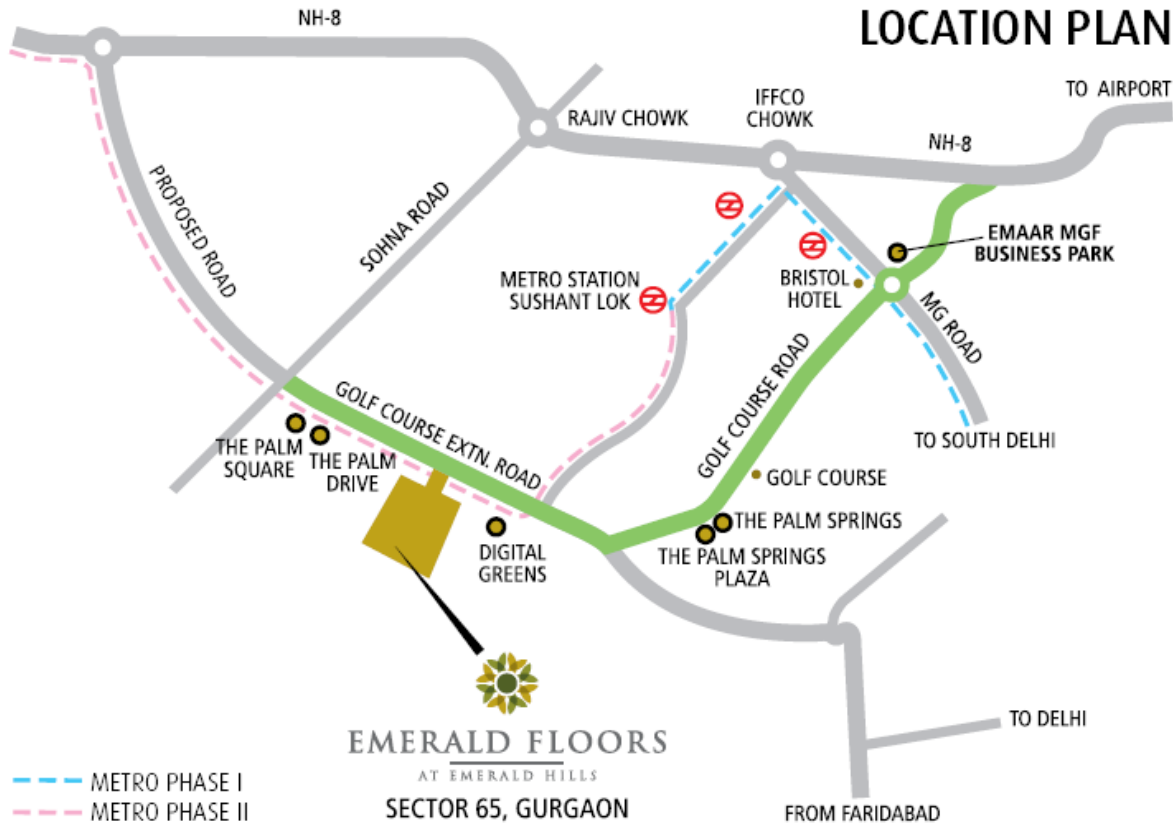 LOCATION PLAN
NH-8
TO AIRPORT
IFFCO
CHOWK
RAJIV CHOWK
NH-8
PROPOSED ROAD
SOHNA ROAD
EMAAR MGF
BUSINESS PARK
METRO STATION
SUSHANT LOK
BRISTOL
HOTEL
MG ROAD
GOLF COURSE ROAD
GOLF COURSE EXTN. ROAD
TO SOUTH DELHI
THE PALM
SQUARE
THE PALM
DRIVE
GOLF COURSE
THE PALM SPRINGS
THE PALM SPRINGS
PLAZA
DIGITAL
GREENS
TO DELHI
EMERALD FLOORS
AT EMERALD HILLS
SECTOR 65, GURGAON
METRO PHASE I
METRO PHASE II
FROM FARIDABAD